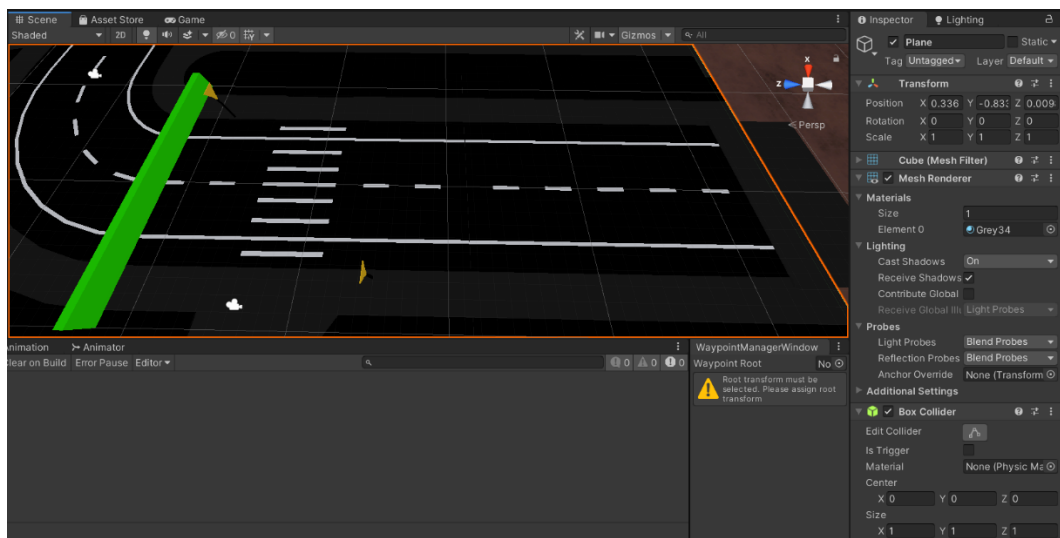 Scene Asset Store Game
Shaded 2D 0 Gizmos All
x
z
Persp
nimation Animator
lear on Build Error Pause Editor 0 0 0
WaypointManagerWindow
Waypoint Root No
Root transform must be
selected. Please assign root
transform
Inspector Lighting
Plane Static
Tag Untagged Layer Default
Transform
Position X 0.336 Y -0.833 Z 0.009
Rotation X 0 Y 0 Z 0
Scale X 1 Y 1 Z 1
Cube (Mesh Filter)
Mesh Renderer
Materials
Size 1
Element 0 Grey34
Lighting
Cast Shadows On
Receive Shadows
Contribute Global
Receive Global Illu Light Probes
Probes
Light Probes Blend Probes
Reflection Probes Blend Probes
Anchor Override None (Transform
Additional Settings
Box Collider
Edit Collider
Is Trigger
Material None (Physic Ma
Center
X 0 Y 0 Z 0
Size
X 1 Y 1 Z 1